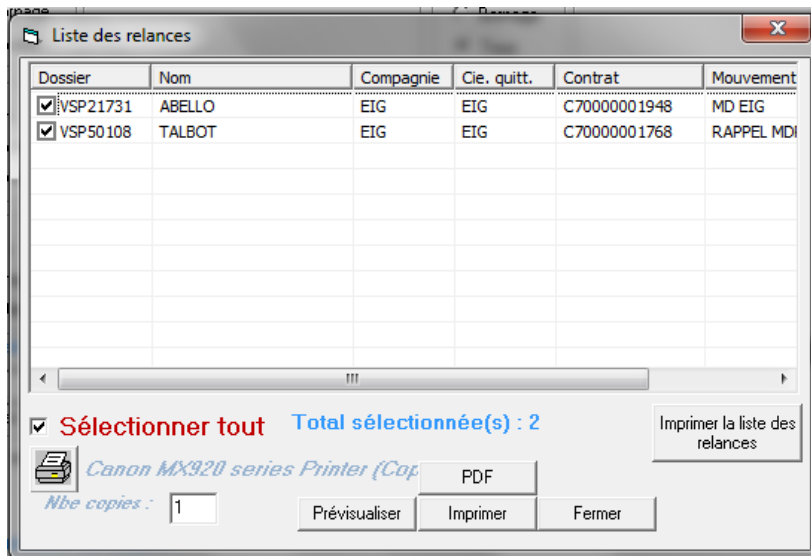 Liste des relances
Dossier Nom Compagnie Cie. quitt. Contrat Mouvement
VSP21731 ABELLO EIG EIG C70000001948 MD EIG
VSP50108 TALBOT EIG EIG C70000001768 RAPPEL MD
Sélectionner tout
Total sélectionnée(s) : 2
Imprimer la liste des
relances
Canon MX920 series Printer (Cop
PDF
Nbe copies :
1
Prévisualiser
Imprimer
Fermer